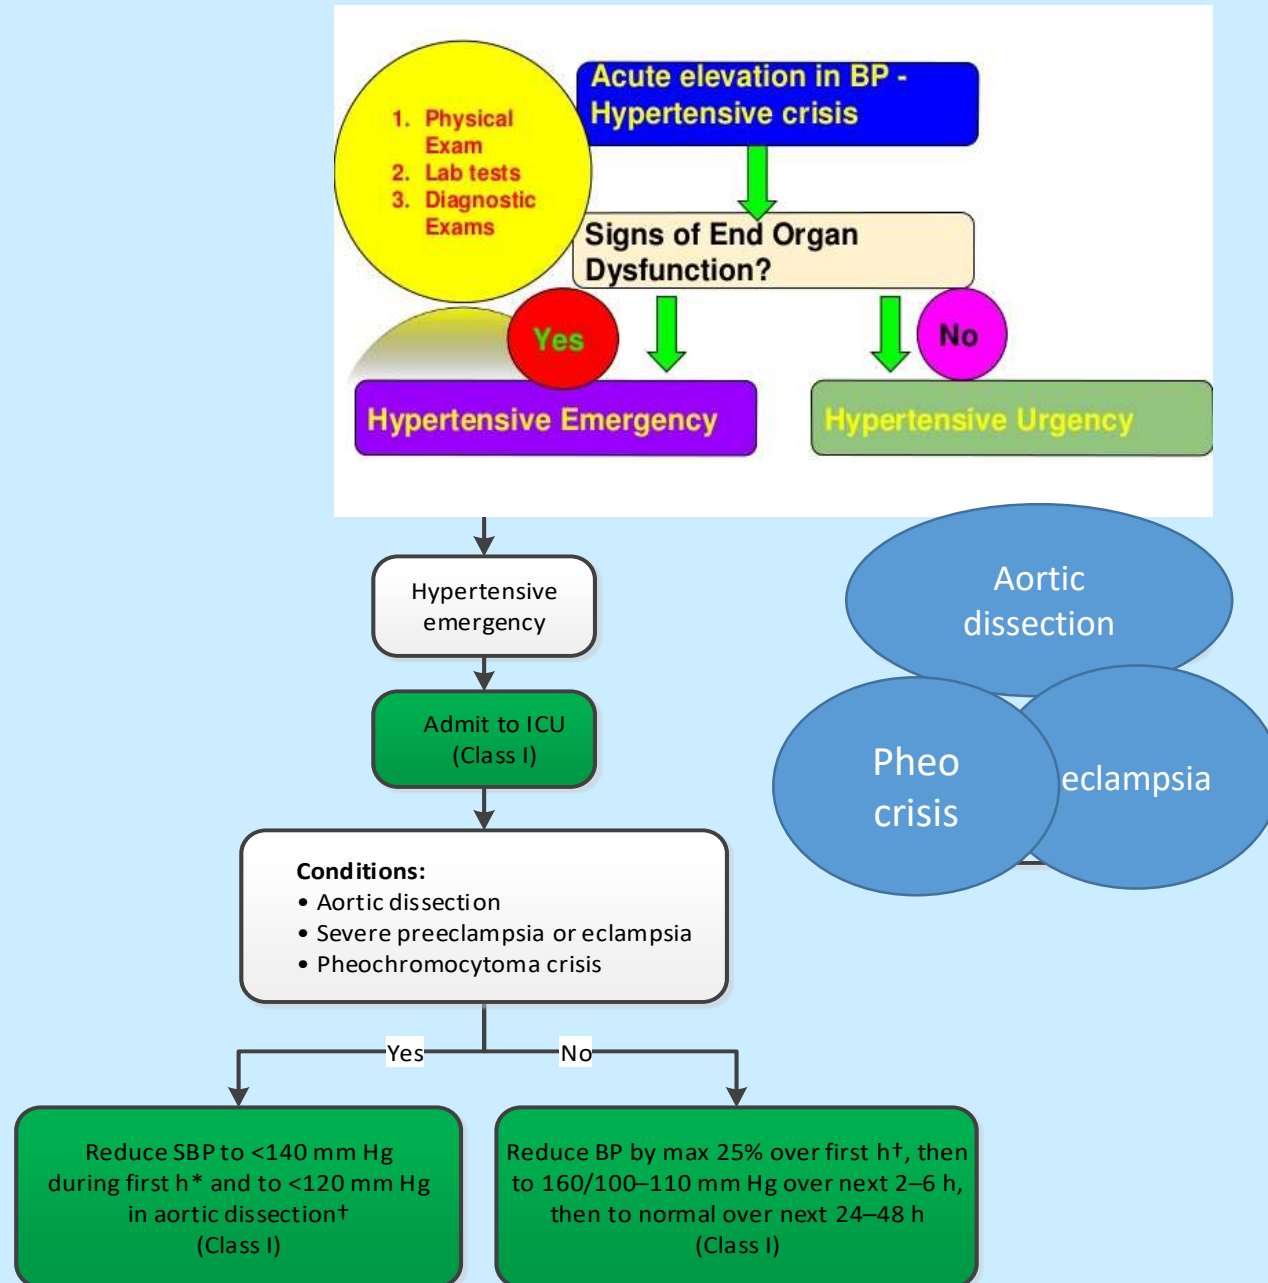 Acute elevation in BP -
Hypertensive crisis
1. Physical
Exam
2. Lab tests
3. Diagnostic
Exams
Signs of End Organ
Dysfunction?
Yes
No
Hypertensive Emergency
Hypertensive Urgency
Hypertensive
emergency
Admit to ICU
(Class I)
Aortic
dissection
Pheo
crisis
eclampsia
Conditions:
• Aortic dissection
• Severe preeclampsia or eclampsia
• Pheochromocytoma crisis
Yes
No
Reduce SBP to <140 mm Hg
during first h* and to <120 mm Hg
in aortic dissection†
(Class I)
Reduce BP by max 25% over first h†, then
to 160/100–110 mm Hg over next 2–6 h,
then to normal over next 24–48 h
(Class I)